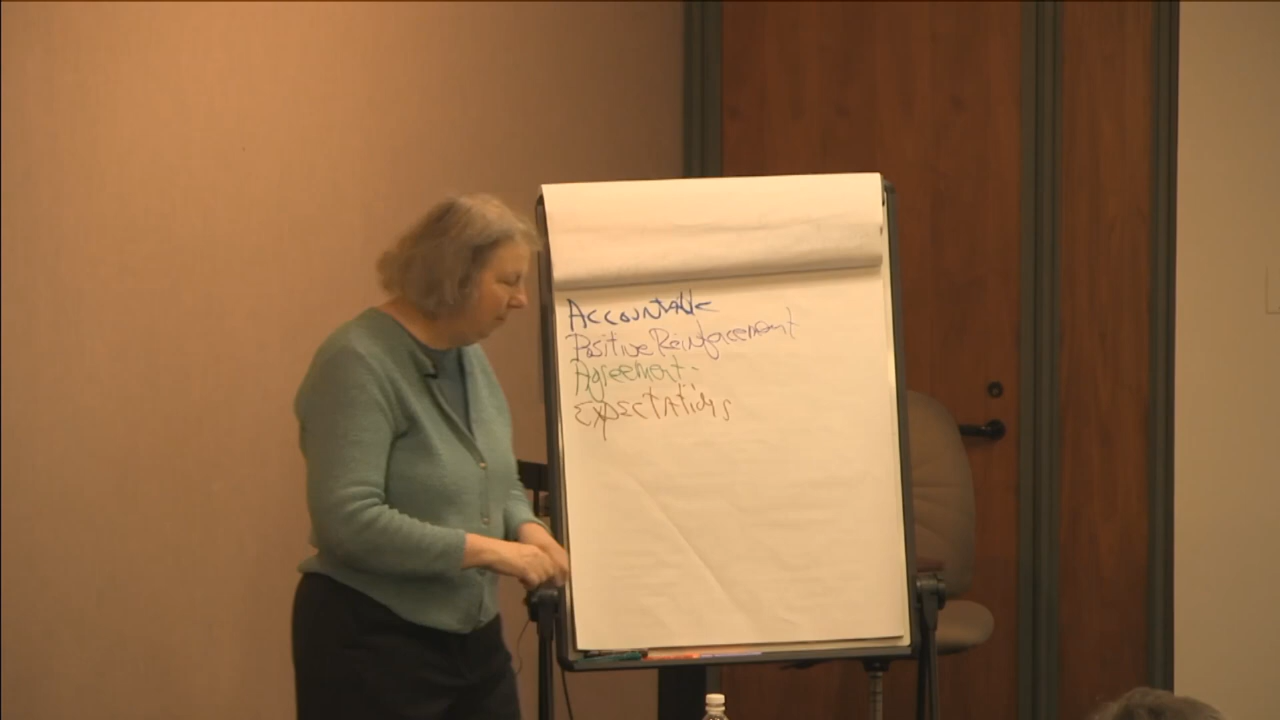 Accountable
Positive Reinforcement
Agreement -
Expectations